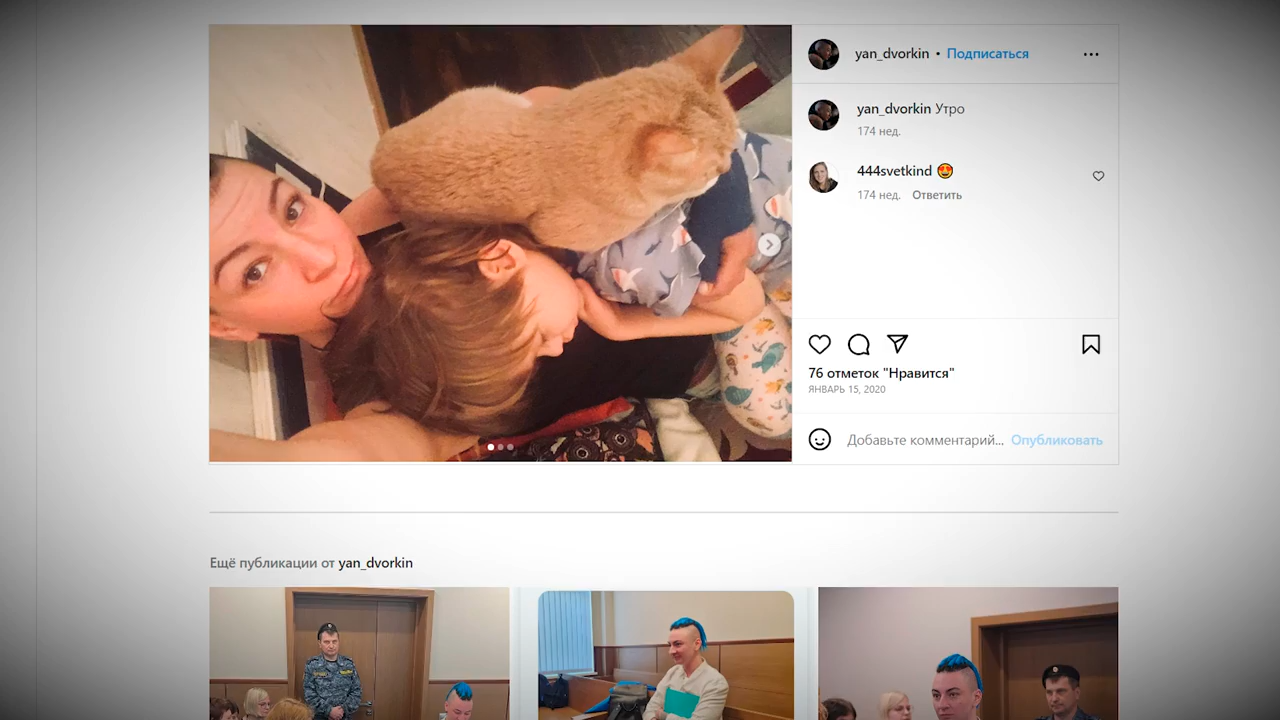 yan_dvorkin • Подписаться
yan_dvorkin Утро
174 нед.
444svetkind 😍
174 нед. Ответить
76 отметок "Нравится"
ЯНВАРЬ 15, 2020
Добавьте комментарий... Опубликовать
Ещё публикации от yan_dvorkin